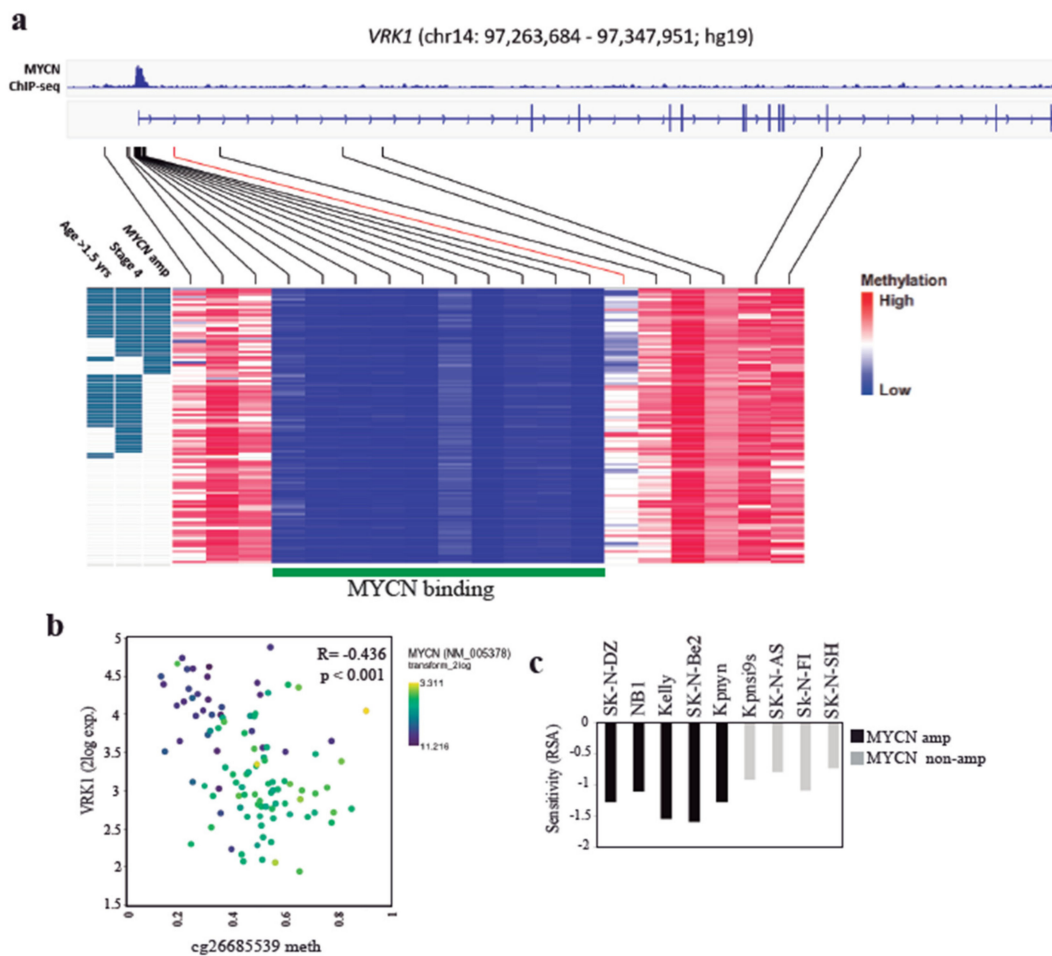 a
VRK1 (chr14: 97,263,684 - 97,347,951; hg19)
MYCN
ChIP-seq
Age >1.5 yrs
Stage 4
MYCN amp
Methylation
High
Low
MYCN binding
b
5
4.5
4
3.5
3
2.5
2
1.5
VRK1 (2log exp.)
R= -0.436
p < 0.001
0
0.2
0.4
0.6
0.8
1
cg26685539 meth
MYCN (NM_005378)
transform_2log
3.311
11.216
c
SK-N-DZ
NB1
Kelly
SK-N-Be2
Kpnyn
Kpnsi9s
SK-N-AS
Sk-N-FI
SK-N-SH
0
-0.5
-1
-1.5
-2
Sensitivity (RSA)
MYCN amp
MYCN non-amp